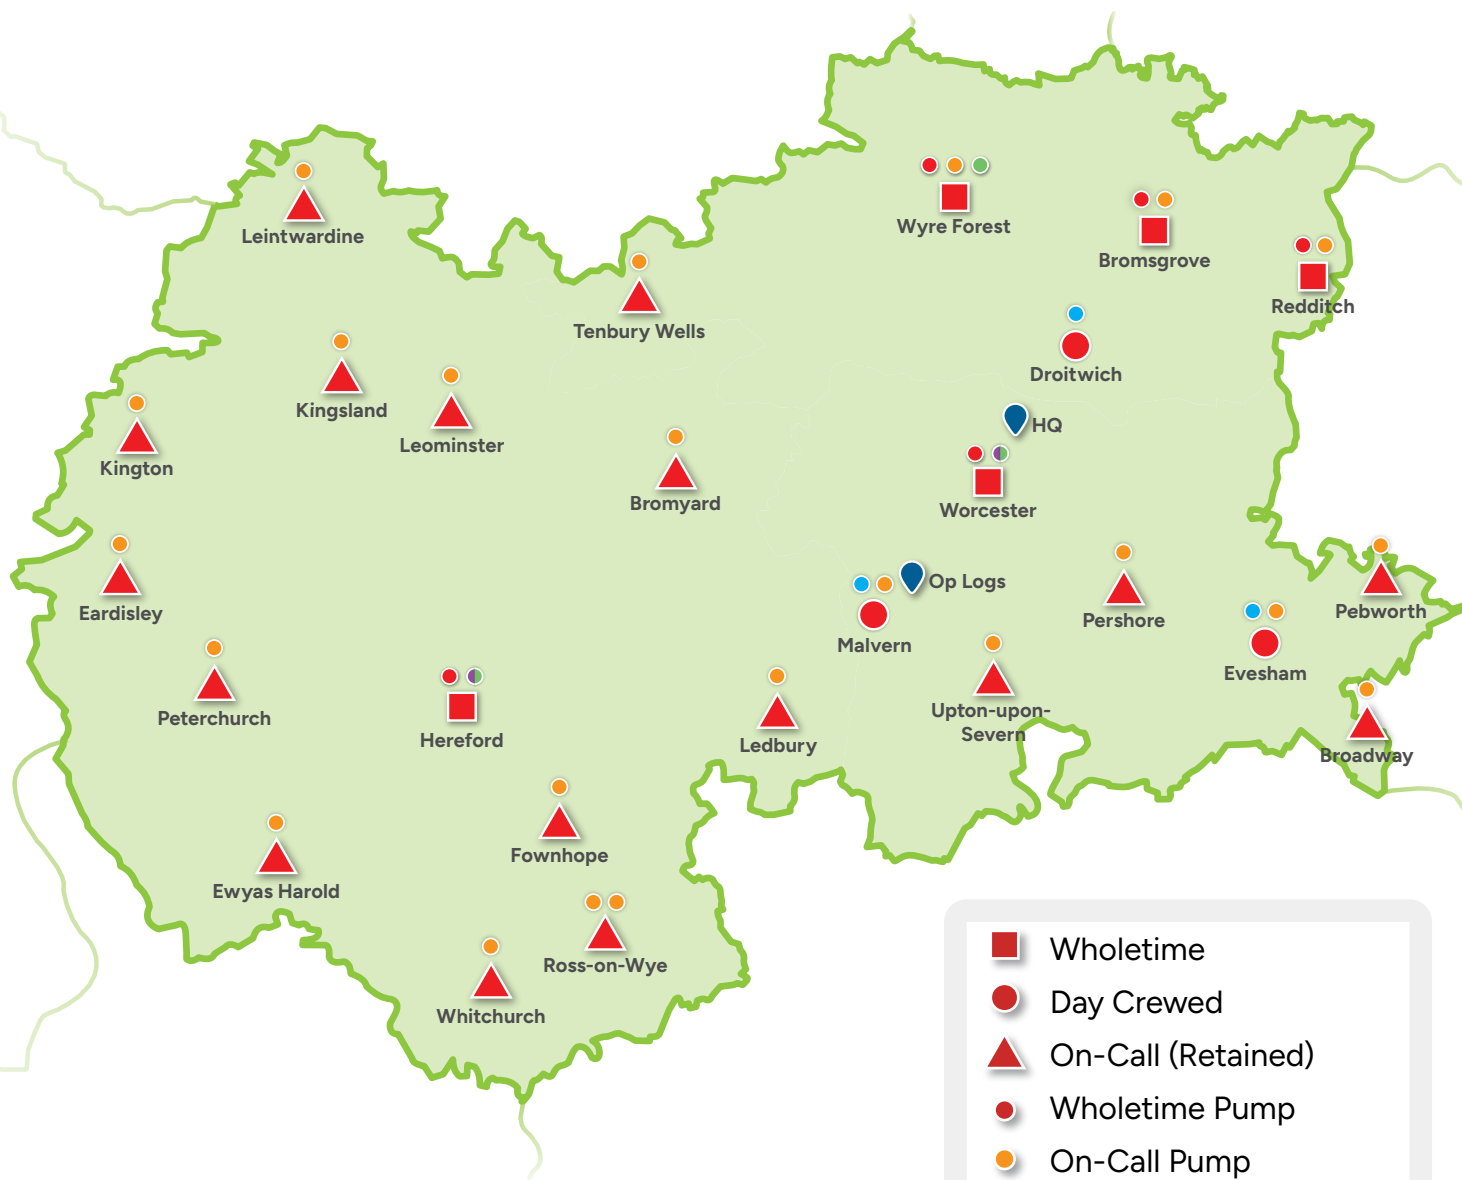 Wyre Forest
Leintwardine
Bromsgrove
Redditch
Tenbury Wells
Droitwich
Kingsland
HQ
Leominster
Kington
Bromyard
Worcester
Op Logs
Eardisley
Pebworth
Pershore
Malvern
Evesham
Upton-upon-
Severn
Peterchurch
Hereford
Ledbury
Broadway
Fownhope
Ewyas Harold
Ross-on-Wye
Whitchurch
Wholetime
Day Crewed
On-Call (Retained)
Wholetime Pump
On-Call Pump